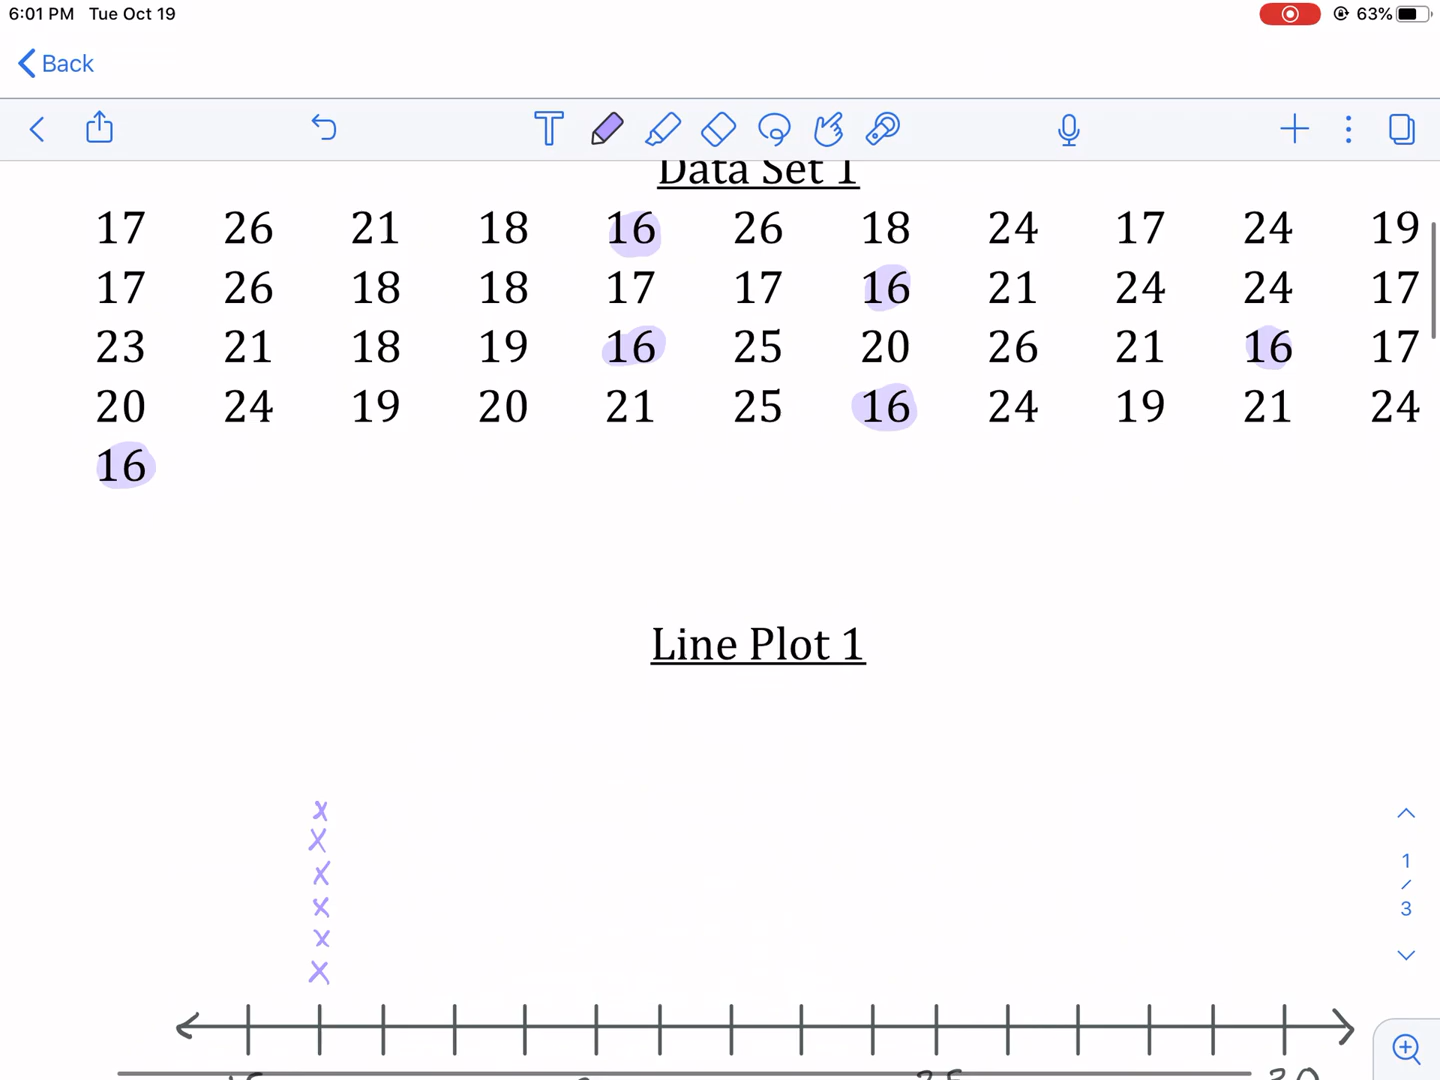 6:01 PM Tue Oct 19 63%
Back
Data Set 1
17 26 21 18 16 26 18 24 17 24 19
17 26 18 18 17 17 16 21 24 24 17
23 21 18 19 16 25 20 26 21 16 17
20 24 19 20 21 25 16 24 19 21 24
16
Line Plot 1
x
x
x
x
x
x
1
/
3